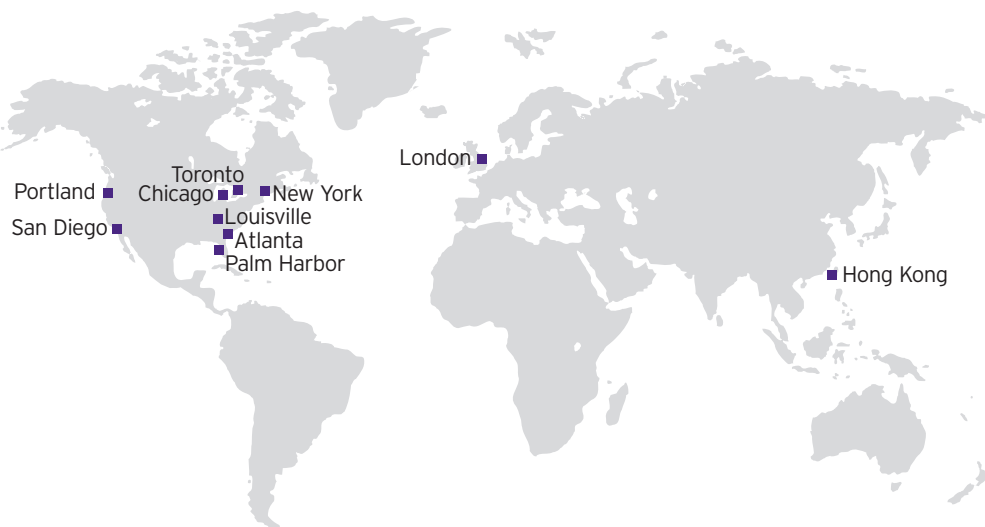 London
Toronto
Portland
Chicago
New York
Louisville
San Diego
Atlanta
Palm Harbor
Hong Kong